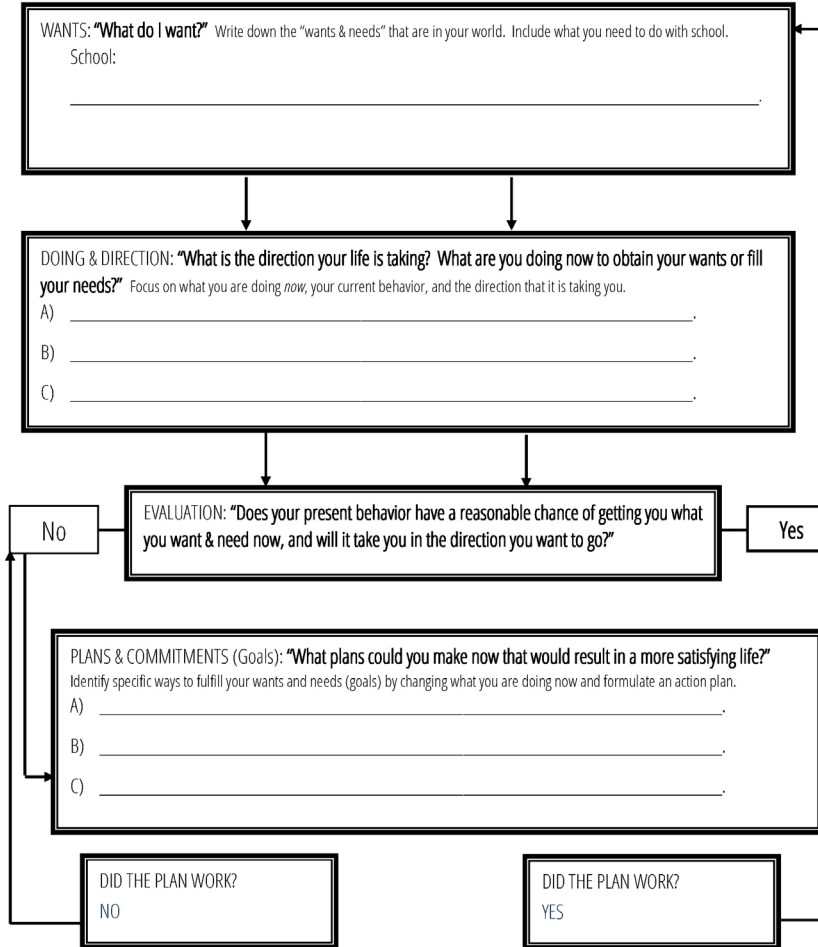 WANTS: “What do I want?” Write down the “wants & needs” that are in your world. Include what you need to do with school.
School:
.
DOING & DIRECTION: “What is the direction your life is taking? What are you doing now to obtain your wants or fill
your needs?” Focus on what you are doing now, your current behavior, and the direction that it is taking you.
A) .
B) .
C) .
No
EVALUATION: “Does your present behavior have a reasonable chance of getting you what
you want & need now, and will it take you in the direction you want to go?”
Yes
PLANS & COMMITMENTS (Goals): “What plans could you make now that would result in a more satisfying life?”
Identify specific ways to fulfill your wants and needs (goals) by changing what you are doing now and formulate an action plan.
A) .
B) .
C) .
DID THE PLAN WORK?
NO
DID THE PLAN WORK?
YES